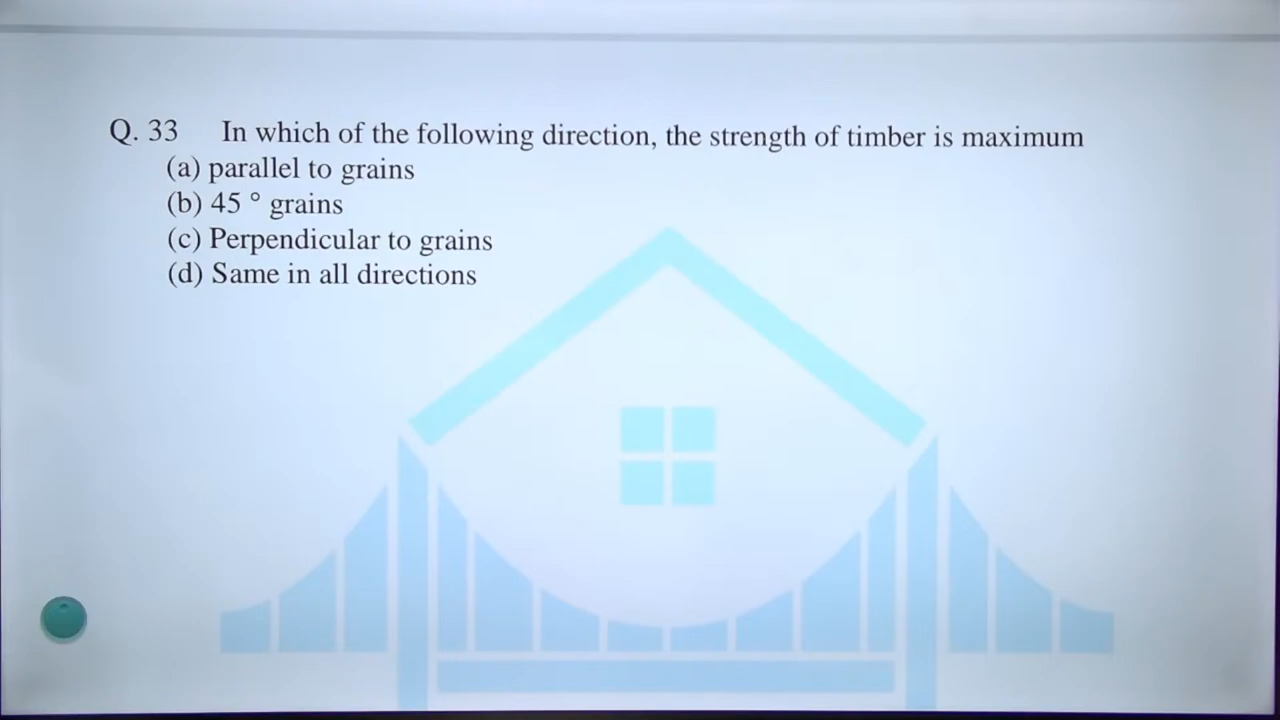 Q. 33 In which of the following direction, the strength of timber is maximum
(a) parallel to grains
(b) 45 ° grains
(c) Perpendicular to grains
(d) Same in all directions